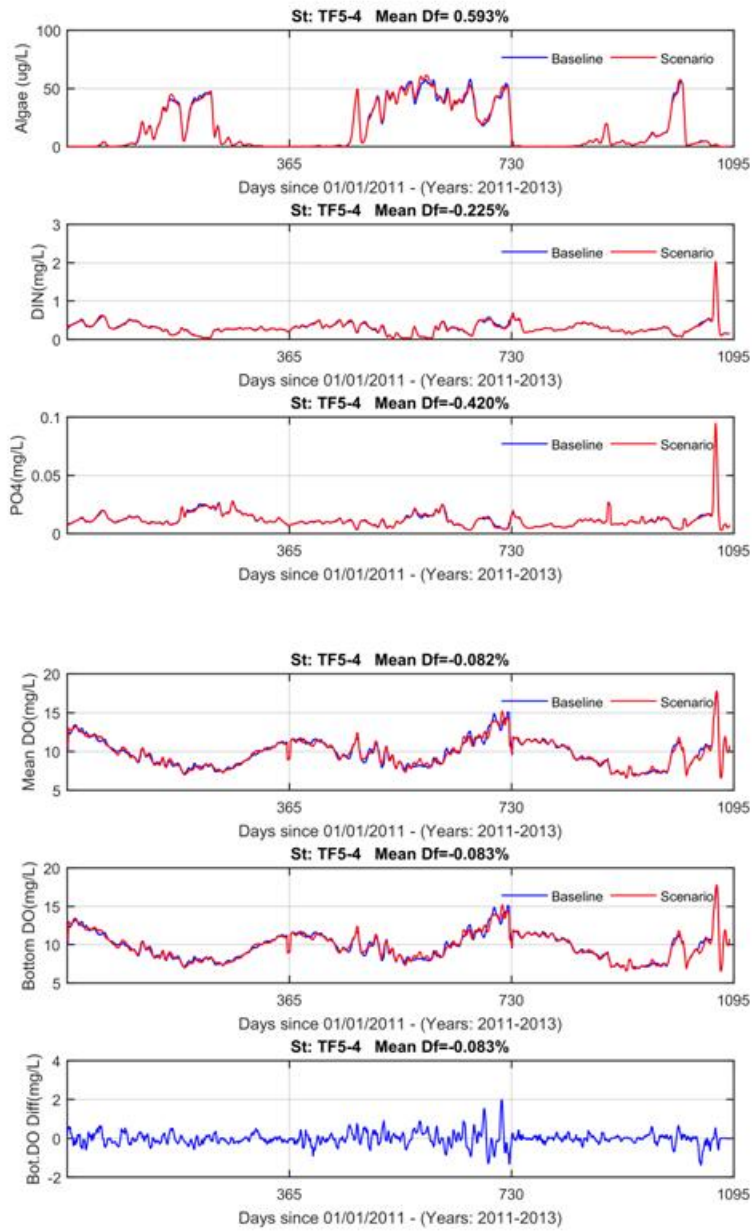 St: TF5-4 Mean Df= 0.593%
100
50
0
Algae (ug/L)
Baseline Scenario
365 730 1095
Days since 01/01/2011 - (Years: 2011-2013)
St: TF5-4 Mean Df=-0.225%
3
2
1
0
DIN(mg/L)
Baseline Scenario
365 730 1095
Days since 01/01/2011 - (Years: 2011-2013)
St: TF5-4 Mean Df=-0.420%
0.1
0.05
0
PO4(mg/L)
Baseline Scenario
365 730 1095
Days since 01/01/2011 - (Years: 2011-2013)
St: TF5-4 Mean Df=-0.082%
20
15
10
5
Mean DO(mg/L)
Baseline Scenario
365 730 1095
Days since 01/01/2011 - (Years: 2011-2013)
St: TF5-4 Mean Df=-0.083%
20
15
10
5
Bottom DO(mg/L)
Baseline Scenario
365 730 1095
Days since 01/01/2011 - (Years: 2011-2013)
St: TF5-4 Mean Df=-0.083%
4
2
0
-2
Bot.DO Diff(mg/L)
365 730 1095
Days since 01/01/2011 - (Years: 2011-2013)